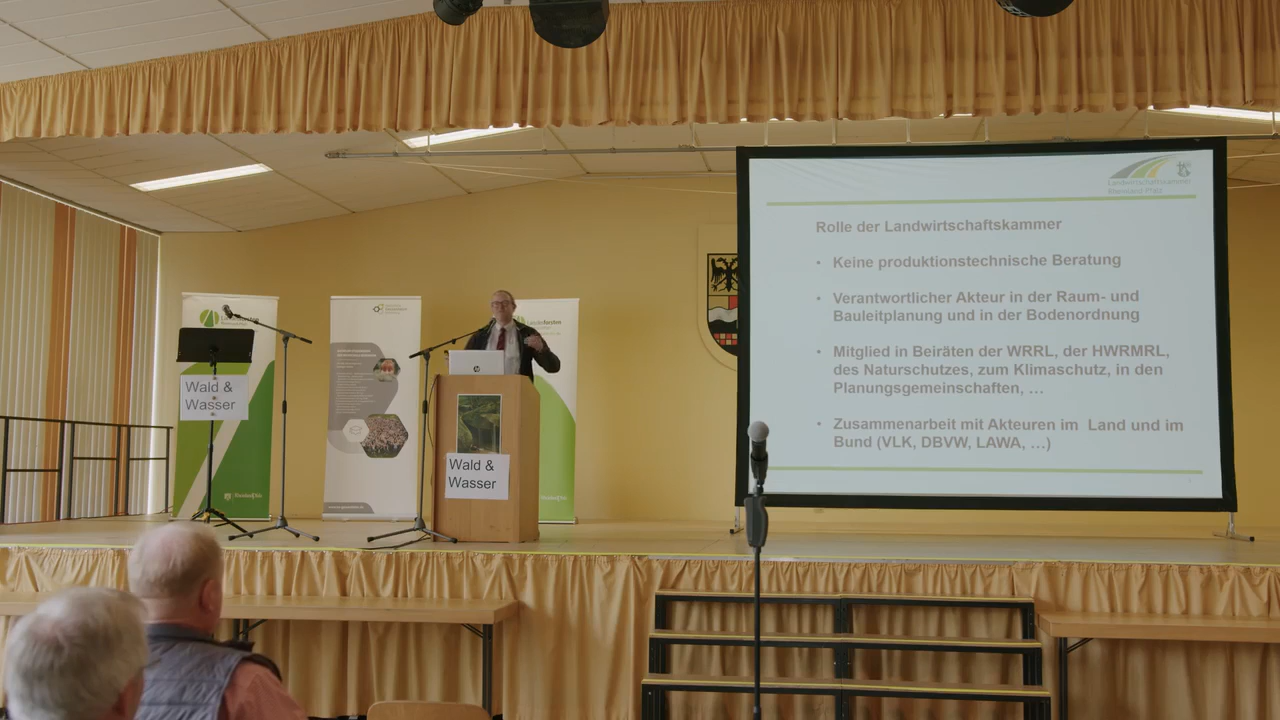 Landwirtschaftskammer
Rheinland-Pfalz
Rolle der Landwirtschaftskammer
• Keine produktionstechnische Beratung
• Verantwortlicher Akteur in der Raum- und
Bauleitplanung und in der Bodenordnung
• Mitglied in Beiräten der WRRL, der HWRMRL,
des Naturschutzes, zum Klimaschutz, in den
Planungsgemeinschaften, …
• Zusammenarbeit mit Akteuren im Land und im
Bund (VLK, DBVW, LAWA, …)
Wald &
Wasser
Wald &
Wasser